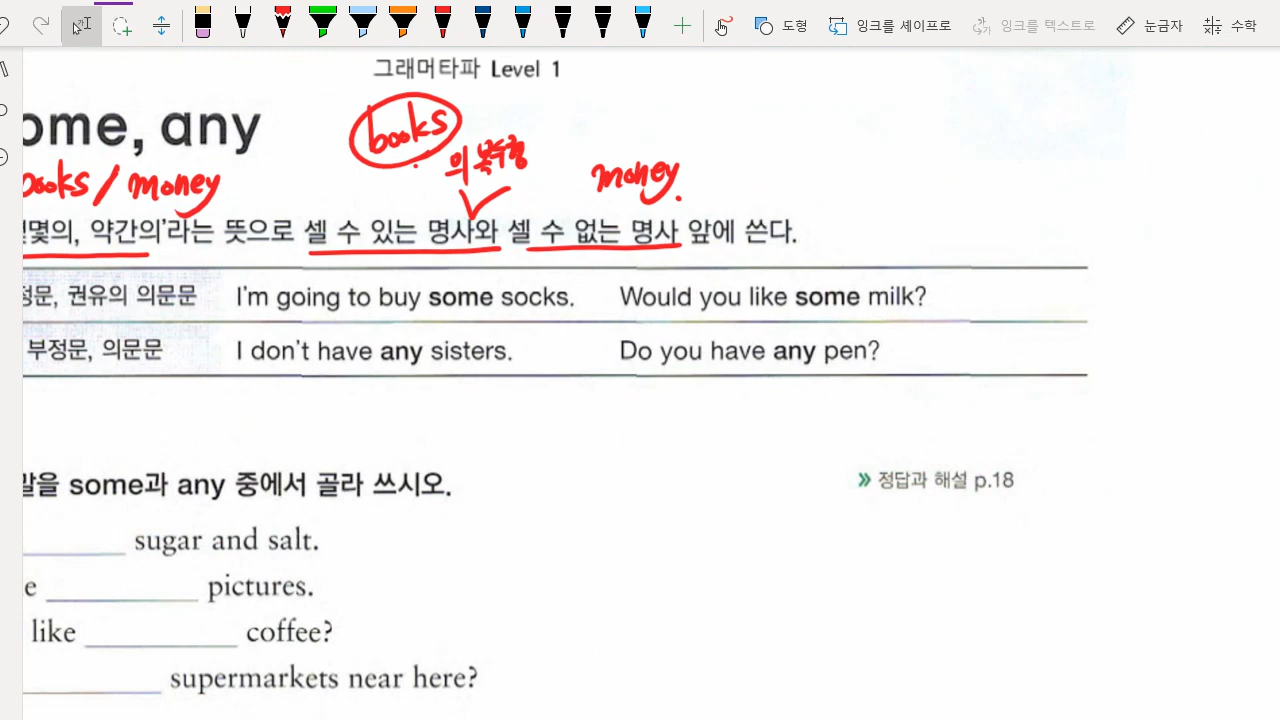 도형 잉크를 셰이프로 잉크를 텍스트로 눈금자 수학
그래머타파 Level 1
ome, any
books
의 복수형
books / money
money.
몇의, 약간의’라는 뜻으로 셀 수 있는 명사와 셀 수 없는 명사 앞에 쓴다.
정문, 권유의 의문문 I'm going to buy some socks. Would you like some milk?
부정문, 의문문 I don't have any sisters. Do you have any pen?
말을 some과 any 중에서 골라 쓰시오.
» 정답과 해설 p.18
sugar and salt.
e __________ pictures.
like __________ coffee?
__________ supermarkets near here?